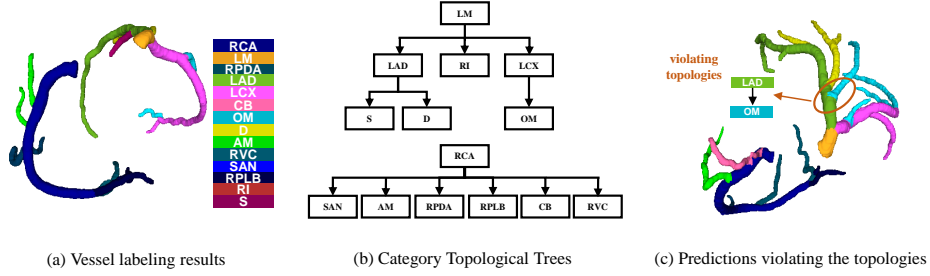 RCA
LM
RPDA
LAD
LCX
CB
OM
D
AM
RVC
SAN
RPLB
RI
S
(a) Vessel labeling results
LM
LAD RI LCX
S D OM
RCA
SAN AM RPDA RPLB CB RVC
(b) Category Topological Trees
violating
topologies
LAD
OM
(c) Predictions violating the topologies